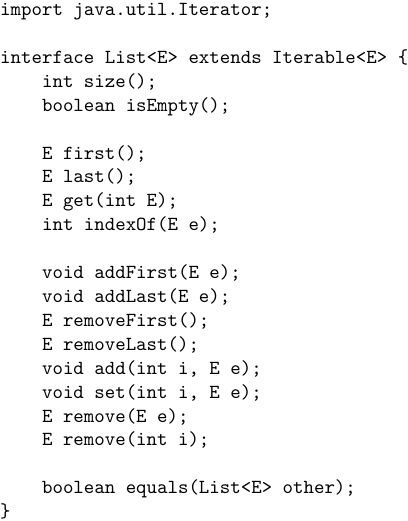 import java.util.Iterator;

interface List<E> extends Iterable<E> {
    int size();
    boolean isEmpty();

    E first();
    E last();
    E get(int E);
    int indexOf(E e);

    void addFirst(E e);
    void addLast(E e);
    E removeFirst();
    E removeLast();
    void add(int i, E e);
    void set(int i, E e);
    E remove(E e);
    E remove(int i);

    boolean equals(List<E> other);
}